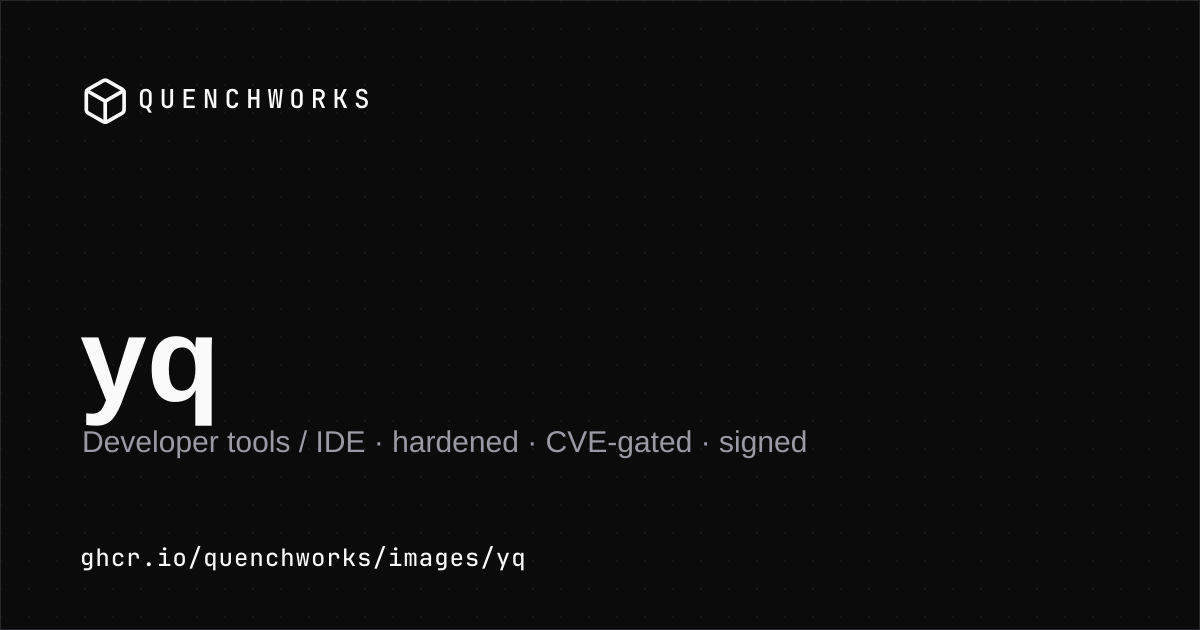 QUENCHWORKS
yq
Developer tools / IDE · hardened · CVE-gated · signed
ghcr.io/quenchworks/images/yq